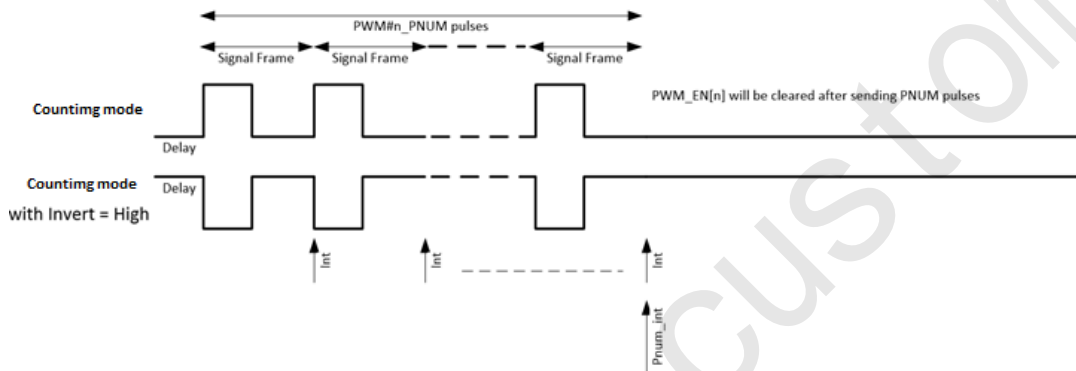 PWM#n_PNUM pulses
Signal Frame
Signal Frame
Signal Frame
Countimg mode
PWM_EN[n] will be cleared after sending PNUM pulses
Delay
Countimg mode
Delay
with Invert = High
Int
Int
Int
Pnum_int
custom